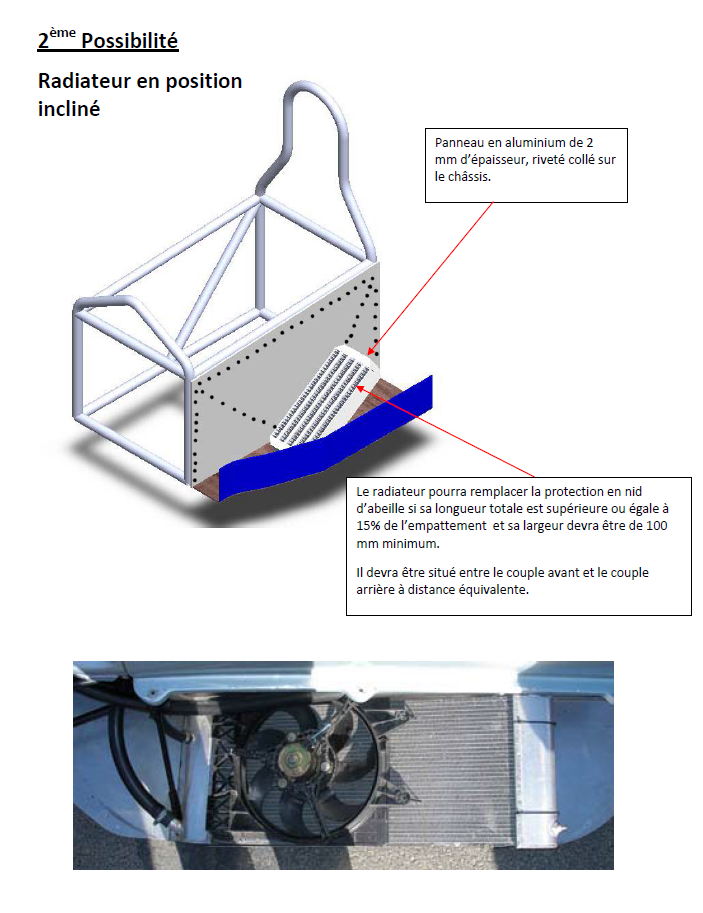 2ème Possibilité
Radiateur en position
incliné
Panneau en aluminium de 2
mm d'épaisseur, riveté collé sur
le châssis.
Le radiateur pourra remplacer la protection en nid
d'abeille si sa longueur totale est supérieure ou égale à
15% de l'empattement et sa largeur devra être de 100
mm minimum.
Il devra être situé entre le couple avant et le couple
arrière à distance équivalente.